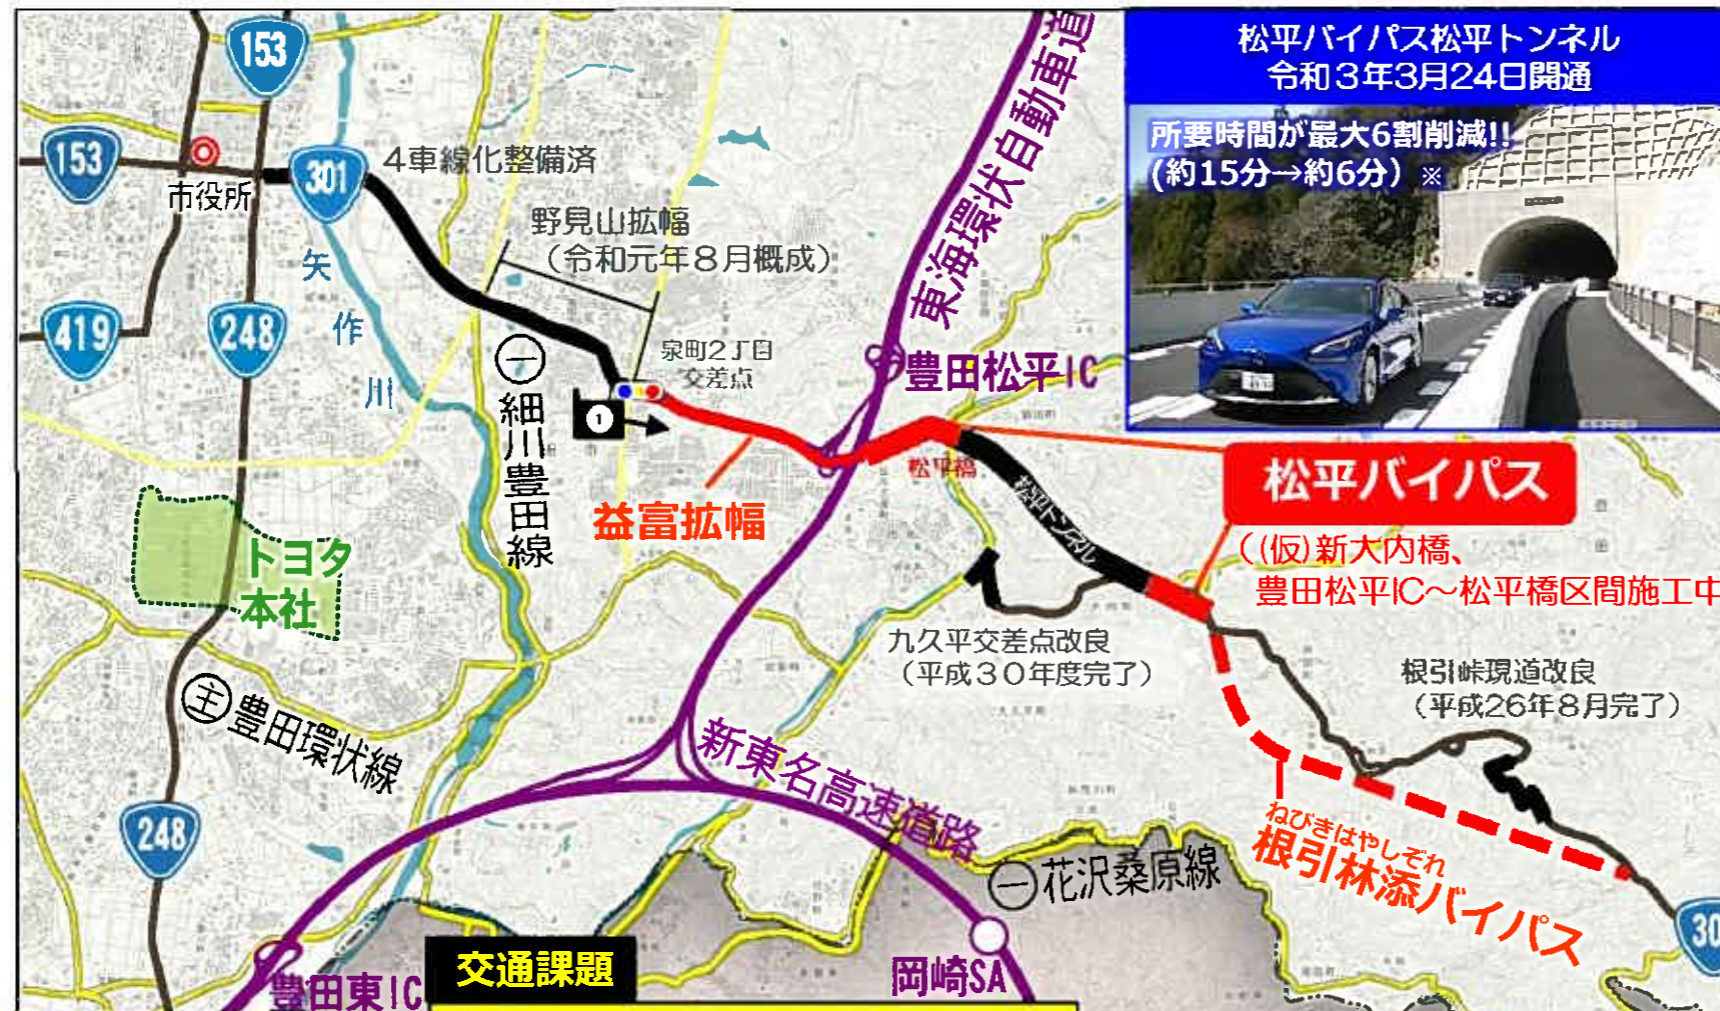 松平バイパス松平トンネル
令和3年3月24日開通
所要時間が最大6割削減!!
(約15分→約6分) ※
153
153
301
419
248
248
30
市役所
4車線化整備済
野見山拡幅
(令和元年8月概成)
矢作川
㊀細川豊田線
泉町2丁目
交差点
1
東海環状自動車道
豊田松平IC
益富拡幅
松平橋
松平トンネル
松平バイパス
((仮)新大内橋、
豊田松平IC～松平橋区間施工中
トヨタ
本社
九久平交差点改良
(平成30年度完了)
根引峠現道改良
(平成26年8月完了)
主 豊田環状線
新東名高速道路
ねびきはやしぞれ
根引林添バイパス
㊀花沢桑原線
岡崎SA
豊田東IC
交通課題